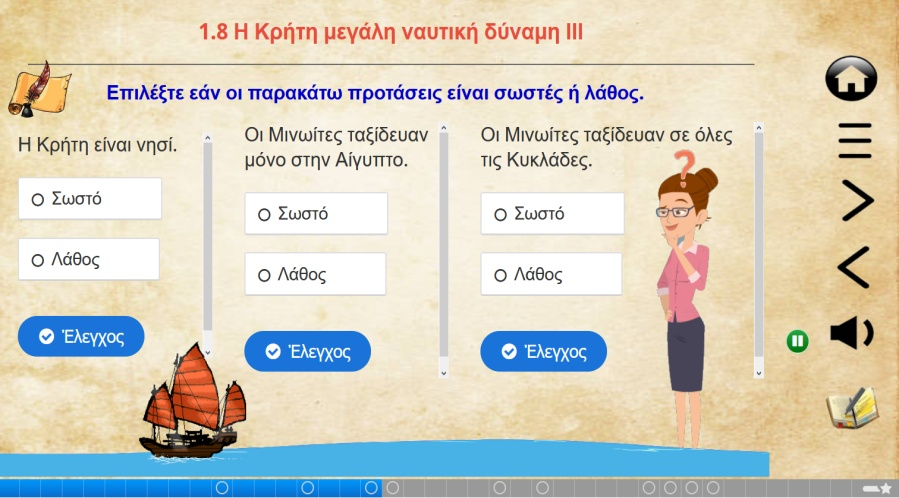 1.8 Η Κρήτη μεγάλη ναυτική δύναμη III
Επιλέξτε εάν οι παρακάτω προτάσεις είναι σωστές ή λάθος.
Η Κρήτη είναι νησί.
Σωστό
Λάθος
Έλεγχος
Οι Μινωίτες ταξίδευαν
μόνο στην Αίγυπτο.
Σωστό
Λάθος
Έλεγχος
Οι Μινωίτες ταξίδευαν σε όλες
τις Κυκλάδες.
Σωστό
Λάθος
Έλεγχος
?